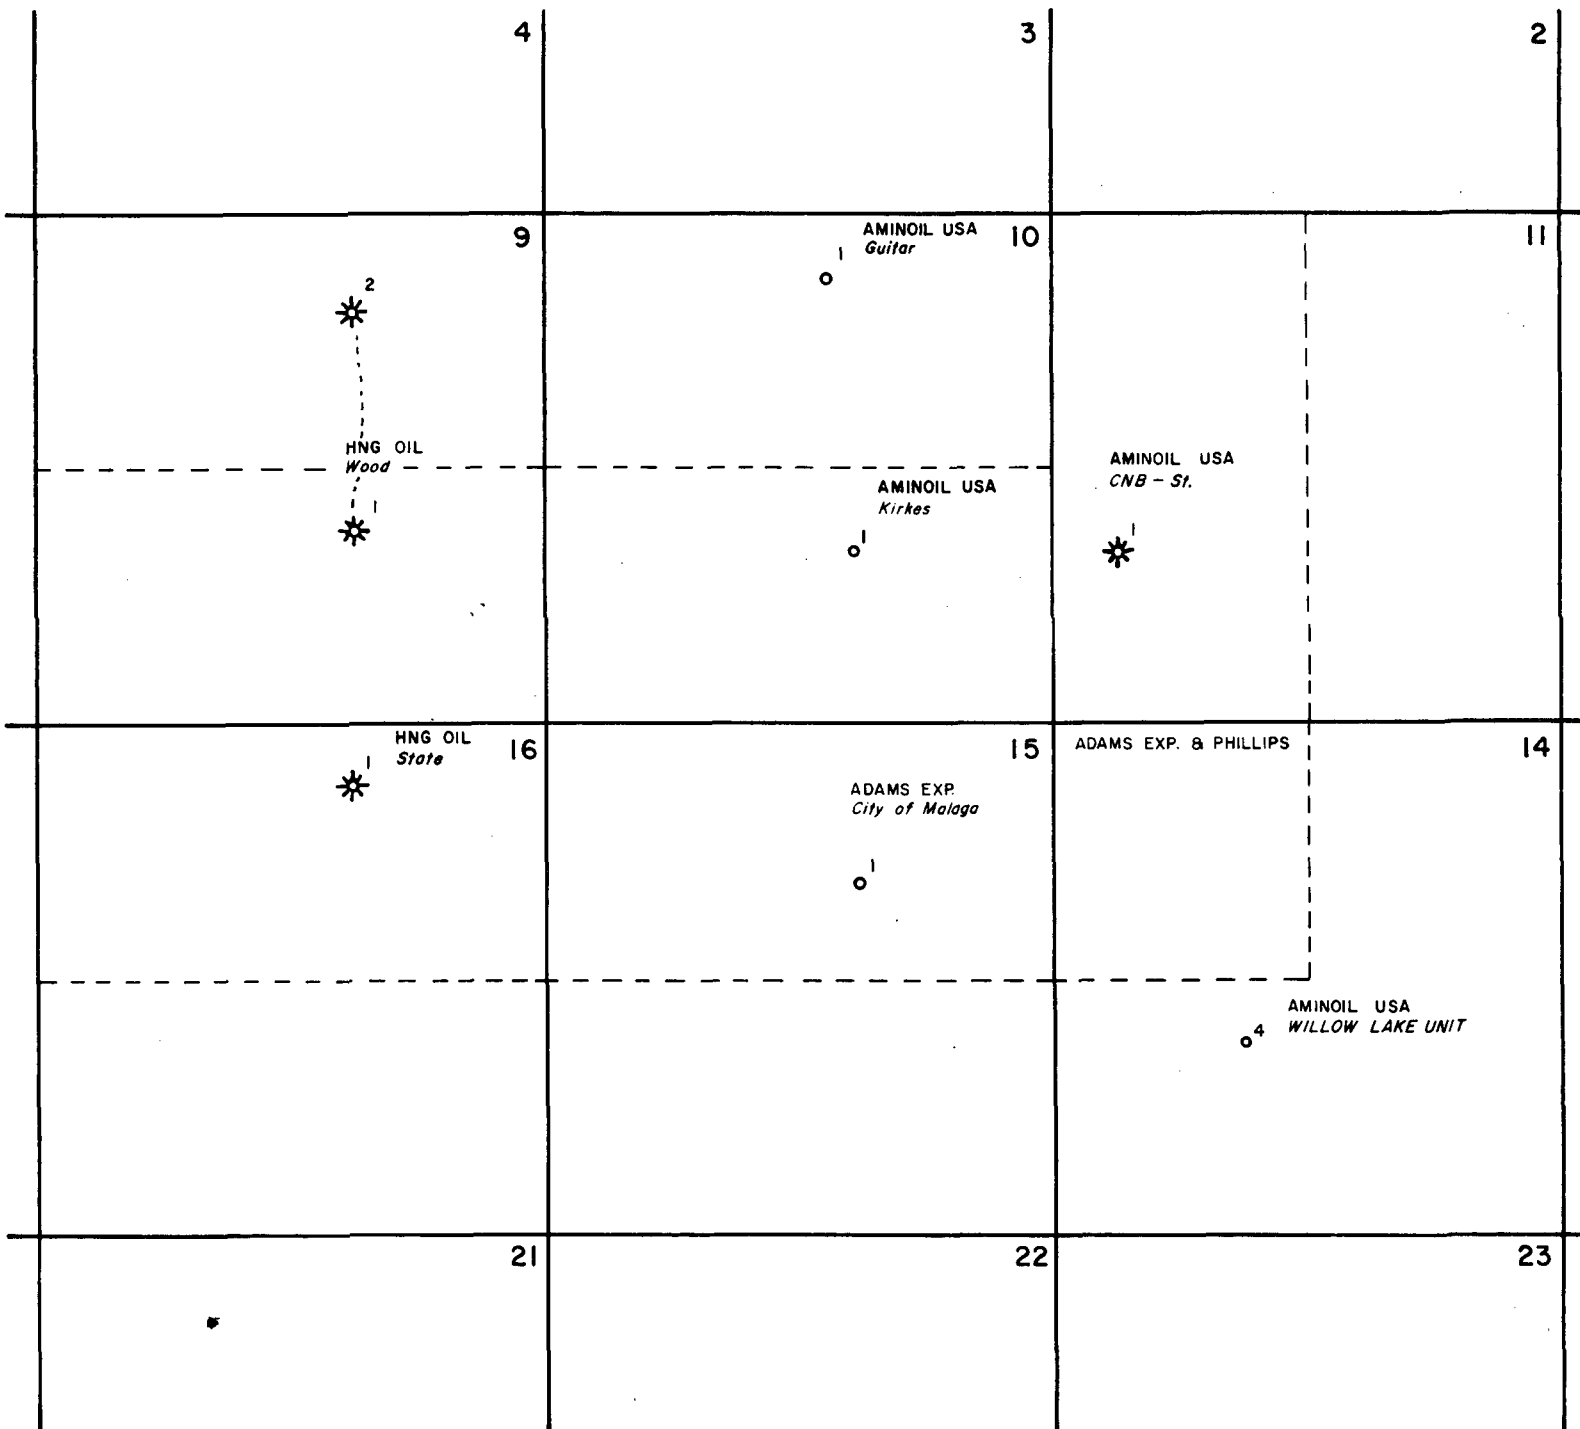 4
3
2
9
AMINOIL USA
Guitar
10
11
1
2
HNG OIL
Wood
1
AMINOIL USA
Kirkes
1
AMINOIL USA
CNB – St.
1
HNG OIL
State
1
16
15
ADAMS EXP. & PHILLIPS
14
ADAMS EXP.
City of Malaga
1
AMINOIL USA
WILLOW LAKE UNIT
4
21
22
23